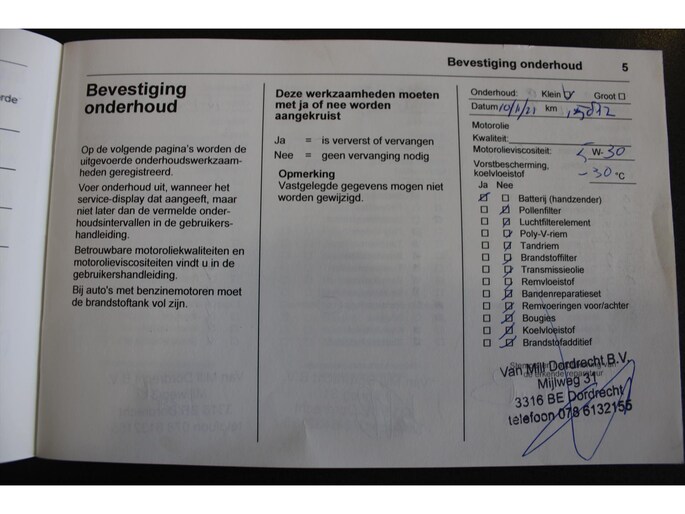 rde
Bevestiging onderhoud 5
Bevestiging
onderhoud
Op de volgende pagina's worden de
uitgevoerde onderhoudswerkzaam-
heden geregistreerd.
Voer onderhoud uit, wanneer het
service-display dat aangeeft, maar
niet later dan de vermelde onder-
houdsintervallen in de gebruikers-
handleiding.
Betrouwbare motoroliekwaliteiten en
motorolieviscositeiten vindt u in de
gebruikershandleiding.
Bij auto's met benzinemotoren moet
de brandstoftank vol zijn.
Deze werkzaamheden moeten
met ja of nee worden
aangekruist
Ja = is ververst of vervangen
Nee = geen vervanging nodig
Opmerking
Vastgelegde gegevens mogen niet
worden gewijzigd.
Onderhoud: Klein Groot
Datum 10/11/21 km
Motorolie
Kwaliteit:
Motorolieviscositeit: 5 W- 30
Vorstbescherming,
koelvloeistof -30 °C
Ja Nee
Batterij (handzender)
Pollenfilter
Luchtfilterelement
Poly-V-riem
Tandriem
Brandstoffilter
Transmissieolie
Remvloeistof
Bandenreparatieset
Remvoeringen voor/achter
Bougies
Koelvloeistof
Brandstofadditief
Van Mill Dordrecht B.V.
Mijlweg 31
3316 BE Dordrecht
telefoon 078 6132155